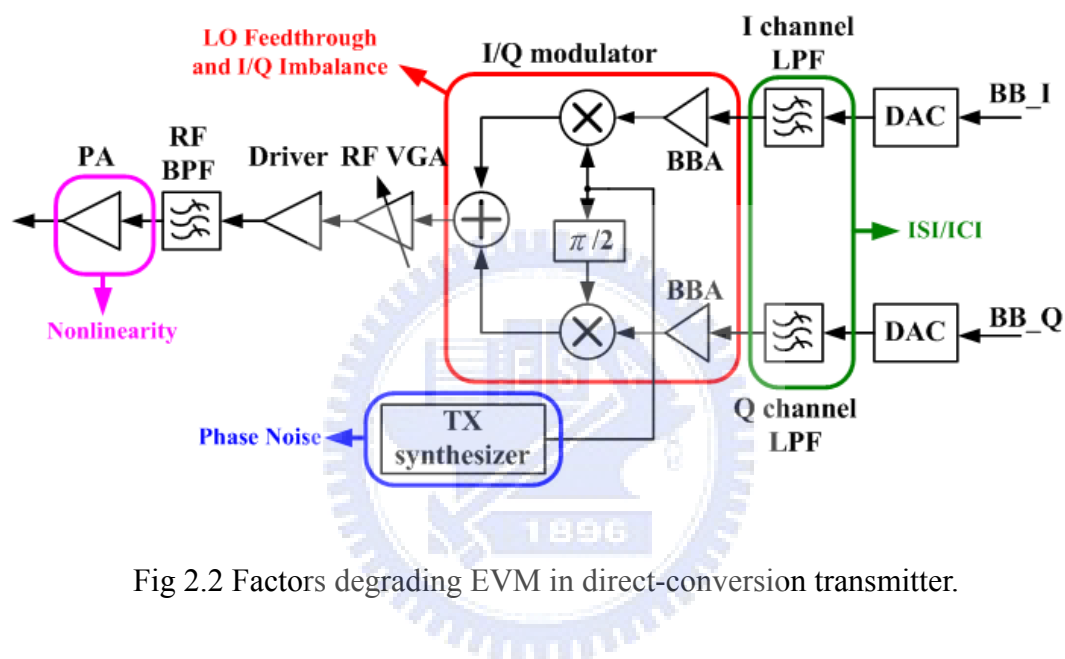 LO Feedthrough
and I/Q Imbalance
I/Q modulator
I channel
LPF
BB_I
DAC
BBA
PA
RF
BPF
Driver
RF VGA
π/2
ISI/ICI
Nonlinearity
BBA
DAC
BB_Q
Q channel
LPF
Phase Noise
TX
synthesizer
1896
Fig 2.2 Factors degrading EVM in direct-conversion transmitter.